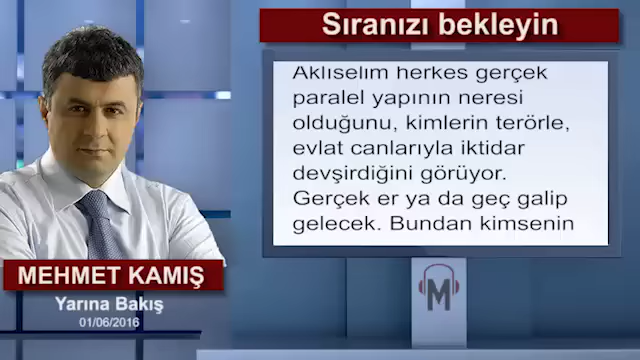 Sıranızı bekleyin
Aklıselim herkes gerçek
paralel yapının neresi
olduğunu, kimlerin terörle,
evlat canlarıyla iktidar
devşirdiğini görüyor.
Gerçek er ya da geç galip
gelecek. Bundan kimsenin
MEHMET KAMIŞ
Yarına Bakış
01/06/2016
M